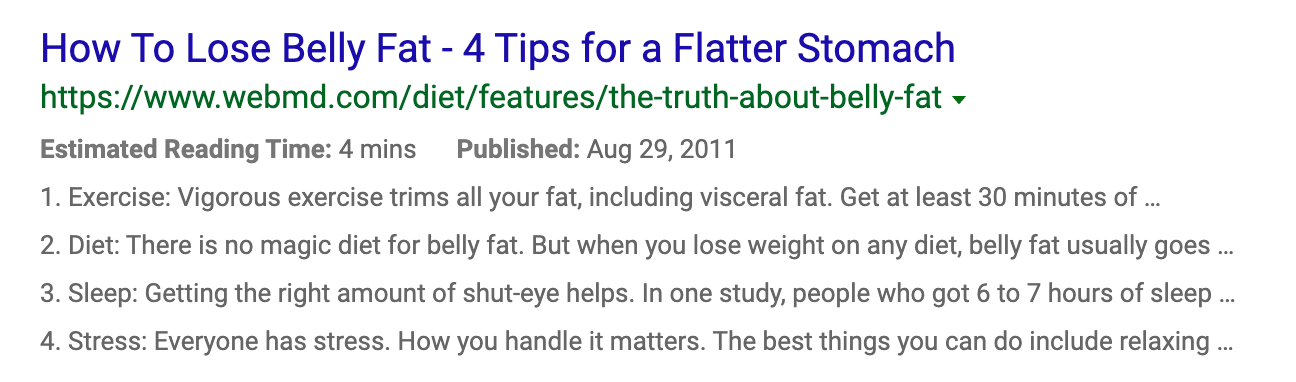 How To Lose Belly Fat - 4 Tips for a Flatter Stomach
https://www.webmd.com/diet/features/the-truth-about-belly-fat
Estimated Reading Time: 4 mins Published: Aug 29, 2011
1. Exercise: Vigorous exercise trims all your fat, including visceral fat. Get at least 30 minutes of ...
2. Diet: There is no magic diet for belly fat. But when you lose weight on any diet, belly fat usually goes ...
3. Sleep: Getting the right amount of shut-eye helps. In one study, people who got 6 to 7 hours of sleep ...
4. Stress: Everyone has stress. How you handle it matters. The best things you can do include relaxing ...